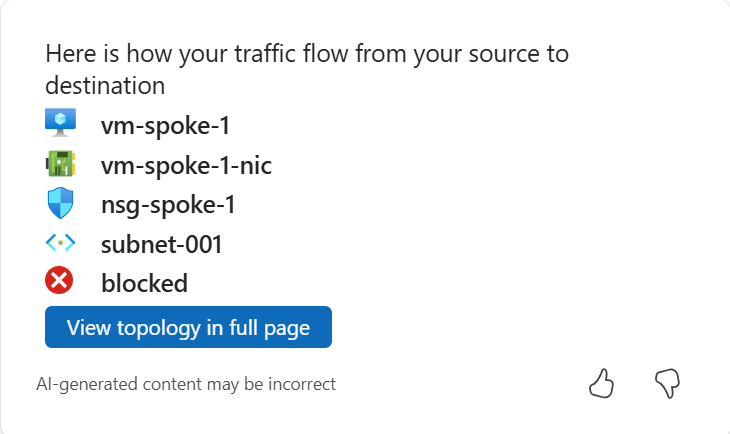 Here is how your traffic flow from your source to
destination
vm-spoke-1
vm-spoke-1-nic
nsg-spoke-1
subnet-001
blocked
View topology in full page
AI-generated content may be incorrect